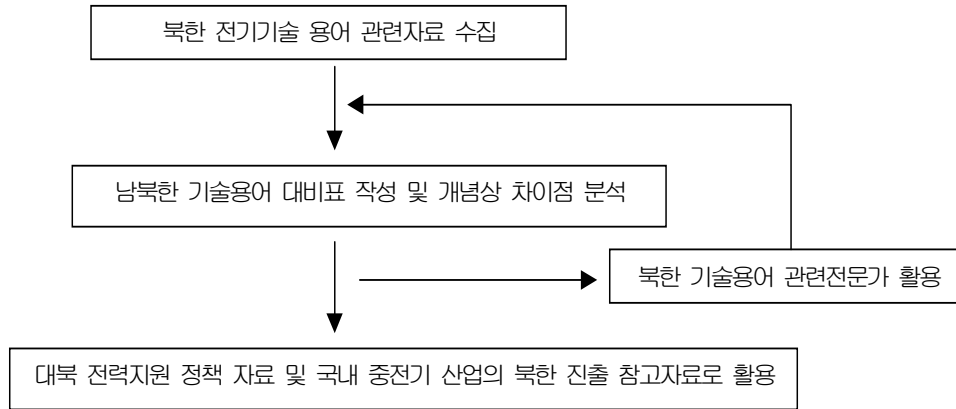 북한 전기기술 용어 관련자료 수집
남북한 기술용어 대비표 작성 및 개념상 차이점 분석
북한 기술용어 관련전문가 활용
대북 전력지원 정책 자료 및 국내 중전기 산업의 북한 진출 참고자료로 활용